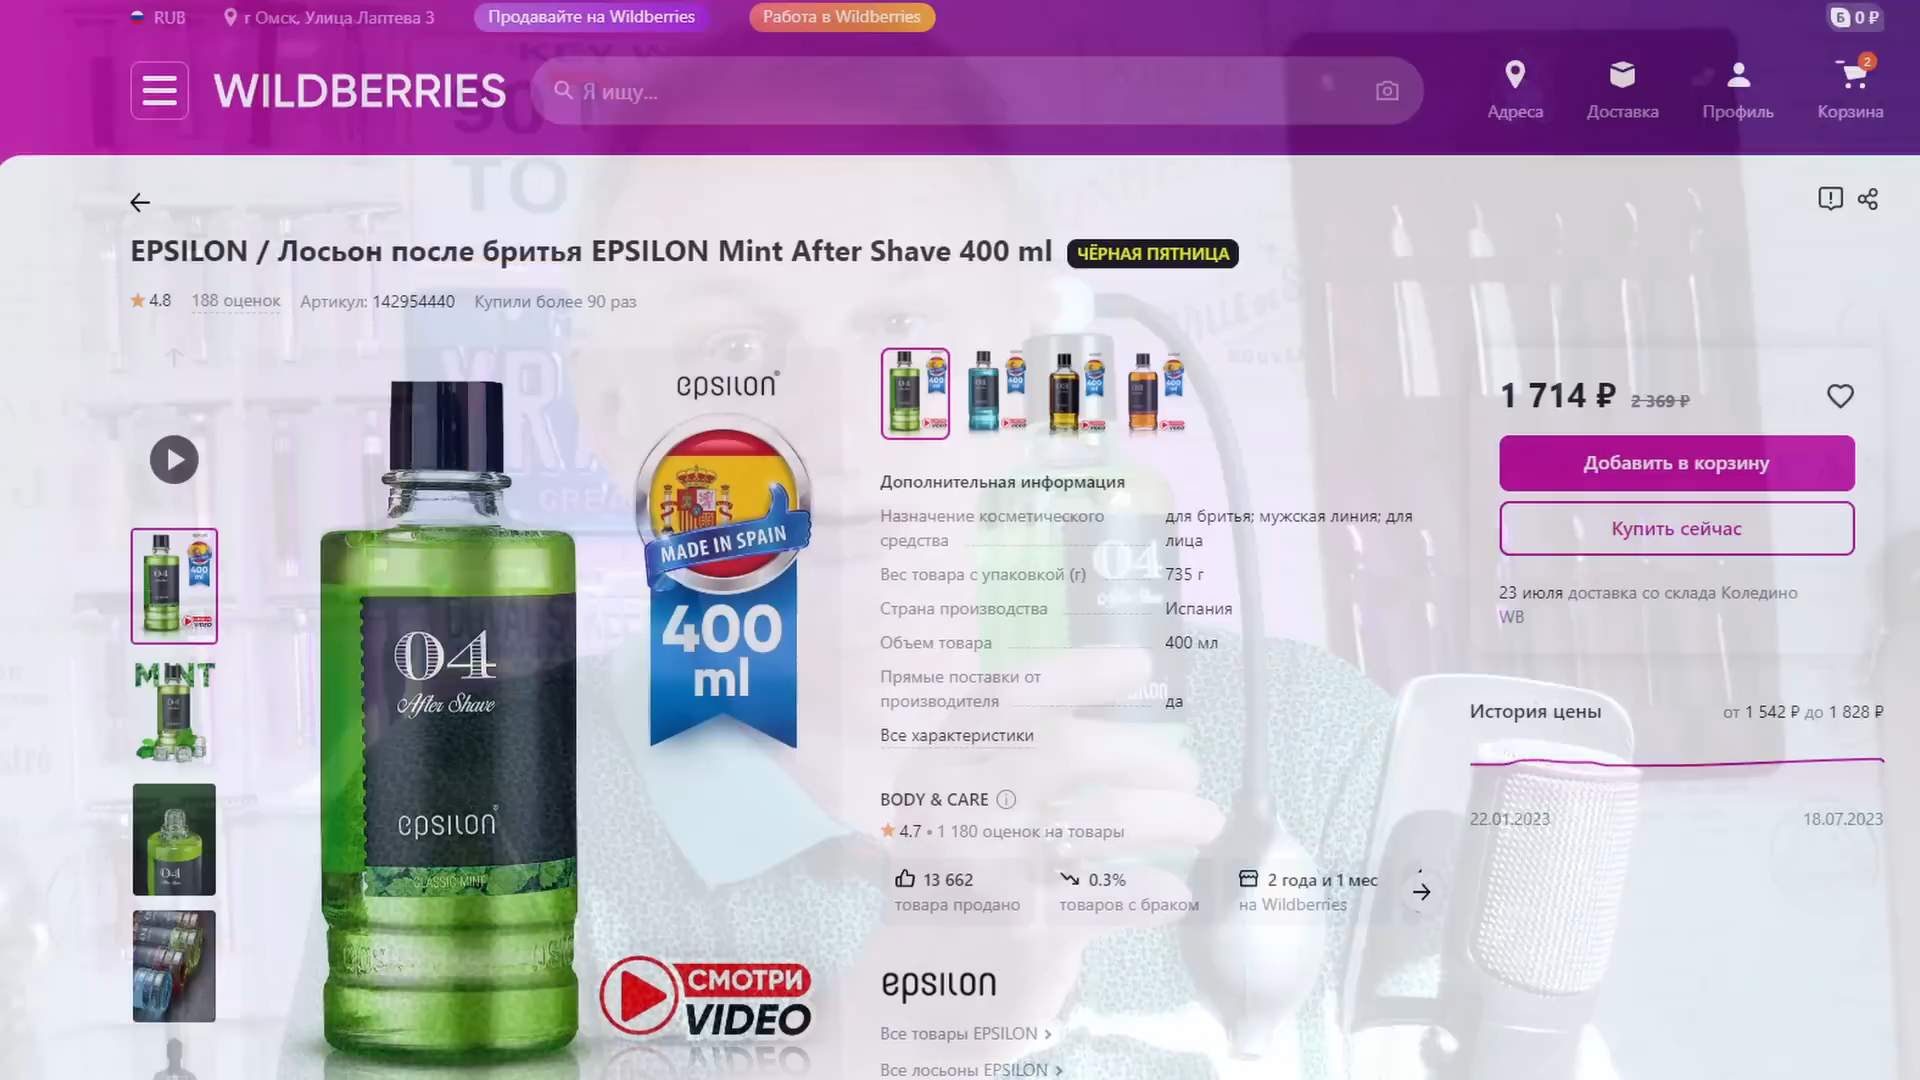 RUB
г Омск, Улица Лаптева 3
Продавайте на Wildberries
Работа в Wildberries
Б 0 ₽
WILDBERRIES
Я ищу...
Адреса
Доставка
Профиль
2
Корзина
EPSILON / Лосьон после бритья EPSILON Mint After Shave 400 ml
ЧЁРНАЯ ПЯТНИЦА
4.8
188 оценок
Артикул: 142954440
Купили более 90 раз
TO
epsilon
MADE IN SPAIN
400
ml
04
After Shave
epsilon
CLASSIC MINT
СМОТРИ
VIDEO
MINT
Дополнительная информация
Назначение косметического средства
для бритья; мужская линия; для лица
Вес товара с упаковкой (г)
735 г
Страна производства
Испания
Объем товара
400 мл
Прямые поставки от производителя
да
Все характеристики
BODY & CARE
4.7 • 1 180 оценок на товары
13 662
товара продано
0.3%
товаров с браком
2 года и 1 мес
на Wildberries
epsilon
Все товары EPSILON
Все лосьоны EPSILON
1 714 ₽
2 369 ₽
Добавить в корзину
Купить сейчас
23 июля доставка со склада Коледино
WB
История цены
от 1 542 ₽ до 1 828 ₽
22.01.2023
18.07.2023